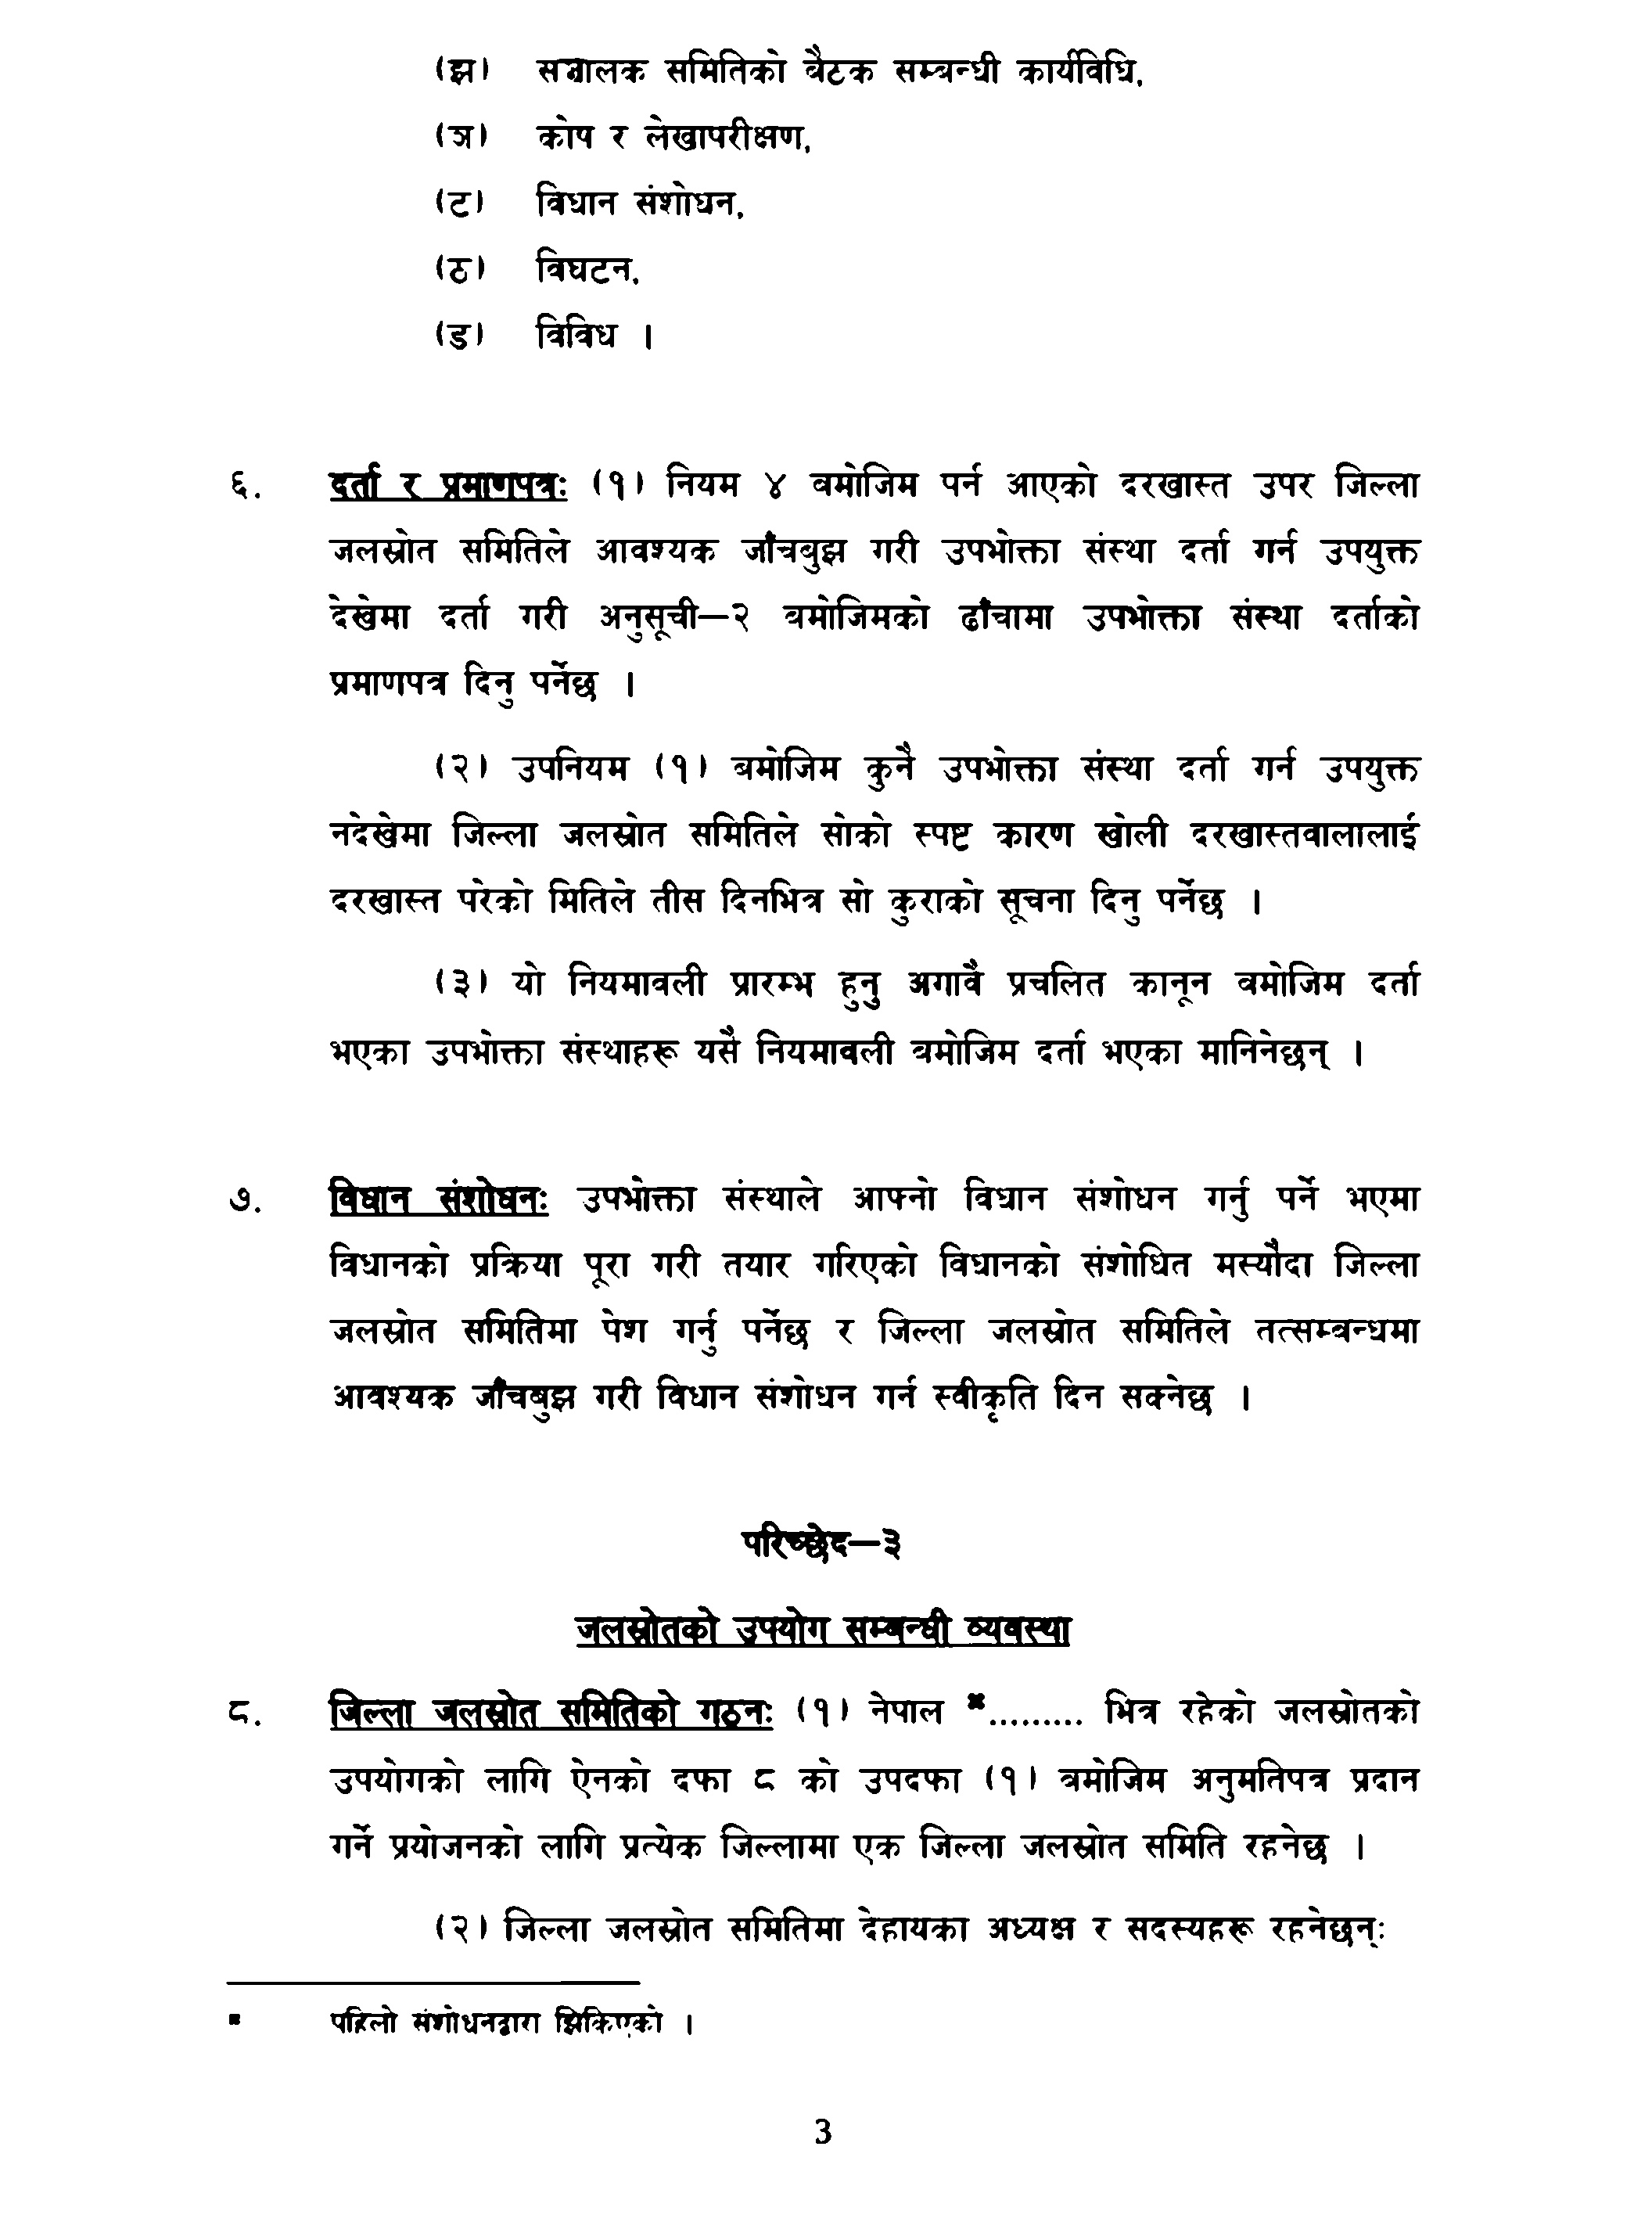 (झ) सञ्चालक समितिको बैठक सम्बन्धी कार्यविधि,
(ञ) कोष र लेखापरीक्षण,
(ट) विधान संशोधन,
(ठ) विघटन,
(ड) विविध ।
६. दर्ता र प्रमाणपत्रः (१) नियम ४ बमोजिम पर्न आएको दरखास्त उपर जिल्ला
जलस्रोत समितिले आवश्यक जाँचबुझ गरी उपभोक्ता संस्था दर्ता गर्न उपयुक्त
देखेमा दर्ता गरी अनुसूची–२ बमोजिमको ढाँचामा उपभोक्ता संस्था दर्ताको
प्रमाणपत्र दिनु पर्नेछ ।
(२) उपनियम (१) बमोजिम कुनै उपभोक्ता संस्था दर्ता गर्न उपयुक्त
नदेखेमा जिल्ला जलस्रोत समितिले सोको स्पष्ट कारण खोली दरखास्तवालालाई
दरखास्त परेको मितिले तीस दिनभित्र सो कुराको सूचना दिनु पर्नेछ ।
(३) यो नियमावली प्रारम्भ हुनु अगावै प्रचलित कानून बमोजिम दर्ता
भएका उपभोक्ता संस्थाहरू यसै नियमावली बमोजिम दर्ता भएका मानिनेछन् ।
७. विधान संशोधनः उपभोक्ता संस्थाले आफ्नो विधान संशोधन गर्नु पर्ने भएमा
विधानको प्रक्रिया पूरा गरी तयार गरिएको विधानको संशोधित मस्यौदा जिल्ला
जलस्रोत समितिमा पेश गर्नु पर्नेछ र जिल्ला जलस्रोत समितिले तत्सम्बन्धमा
आवश्यक जाँचबुझ गरी विधान संशोधन गर्न स्वीकृति दिन सक्नेछ ।
परिच्छेद–३
जलस्रोतको उपयोग सम्बन्धी व्यवस्था
८. जिल्ला जलस्रोत समितिको गठनः (१) नेपाल ✖......... भित्र रहेको जलस्रोतको
उपयोगको लागि ऐनको दफा ८ को उपदफा (१) बमोजिम अनुमतिपत्र प्रदान
गर्ने प्रयोजनको लागि प्रत्येक जिल्लामा एक जिल्ला जलस्रोत समिति रहनेछ ।
(२) जिल्ला जलस्रोत समितिमा देहायका अध्यक्ष र सदस्यहरू रहनेछन्ः
✖ पहिलो संशोधनद्वारा झिकिएको ।
3